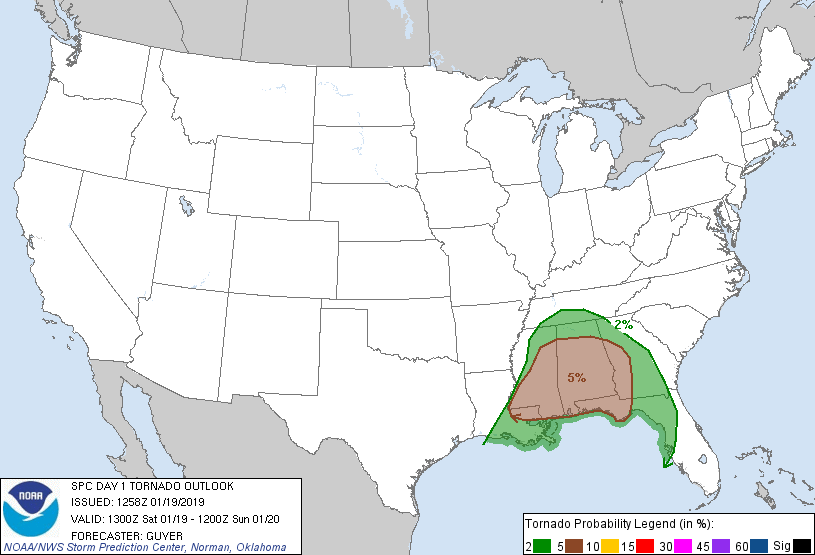 2%
5%
NOAA
SPC DAY 1 TORNADO OUTLOOK
ISSUED: 1258Z 01/19/2019
VALID: 1300Z Sat 01/19 - 1200Z Sun 01/20
FORECASTER: GUYER
NOAA/NWS Storm Prediction Center, Norman, Oklahoma
Tornado Probability Legend (in %):
2 5 10 15 30 45 60 Sig